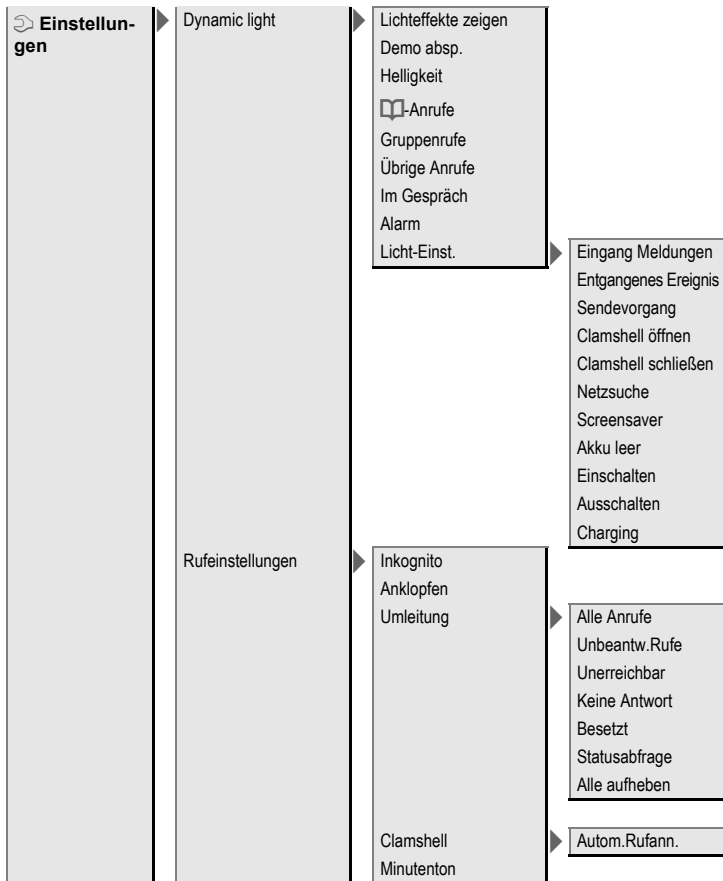 Einstellun-
gen
Dynamic light
Lichteffekte zeigen
Demo absp.
Helligkeit
-Anrufe
Gruppenrufe
Übrige Anrufe
Im Gespräch
Alarm
Licht-Einst.
Eingang Meldungen
Entgangenes Ereignis
Sendevorgang
Clamshell öffnen
Clamshell schließen
Netzsuche
Screensaver
Akku leer
Einschalten
Ausschalten
Charging
Rufeinstellungen
Inkognito
Anklopfen
Umleitung
Alle Anrufe
Unbeantw.Rufe
Unerreichbar
Keine Antwort
Besetzt
Statusabfrage
Alle aufheben
Clamshell
Autom.Rufann.
Minutenton